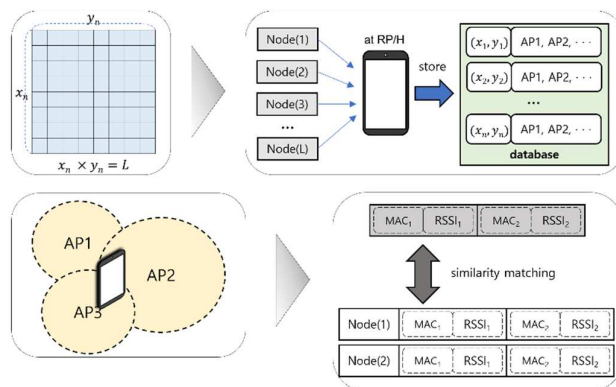 yₙ
xₙ
xₙ × yₙ = L
Node(1)
Node(2)
Node(3)
...
Node(L)
at RP/H
store
(x₁, y₁) AP1, AP2, ···
(x₂, y₂) AP1, AP2, ···
...
(xₙ, yₙ) AP1, AP2, ···
database
AP1
AP2
AP3
MAC₁ RSSI₁ MAC₂ RSSI₂
similarity matching
Node(1) MAC₁ RSSI₁ MAC₂ RSSI₂
Node(2) MAC₁ RSSI₁ MAC₂ RSSI₂